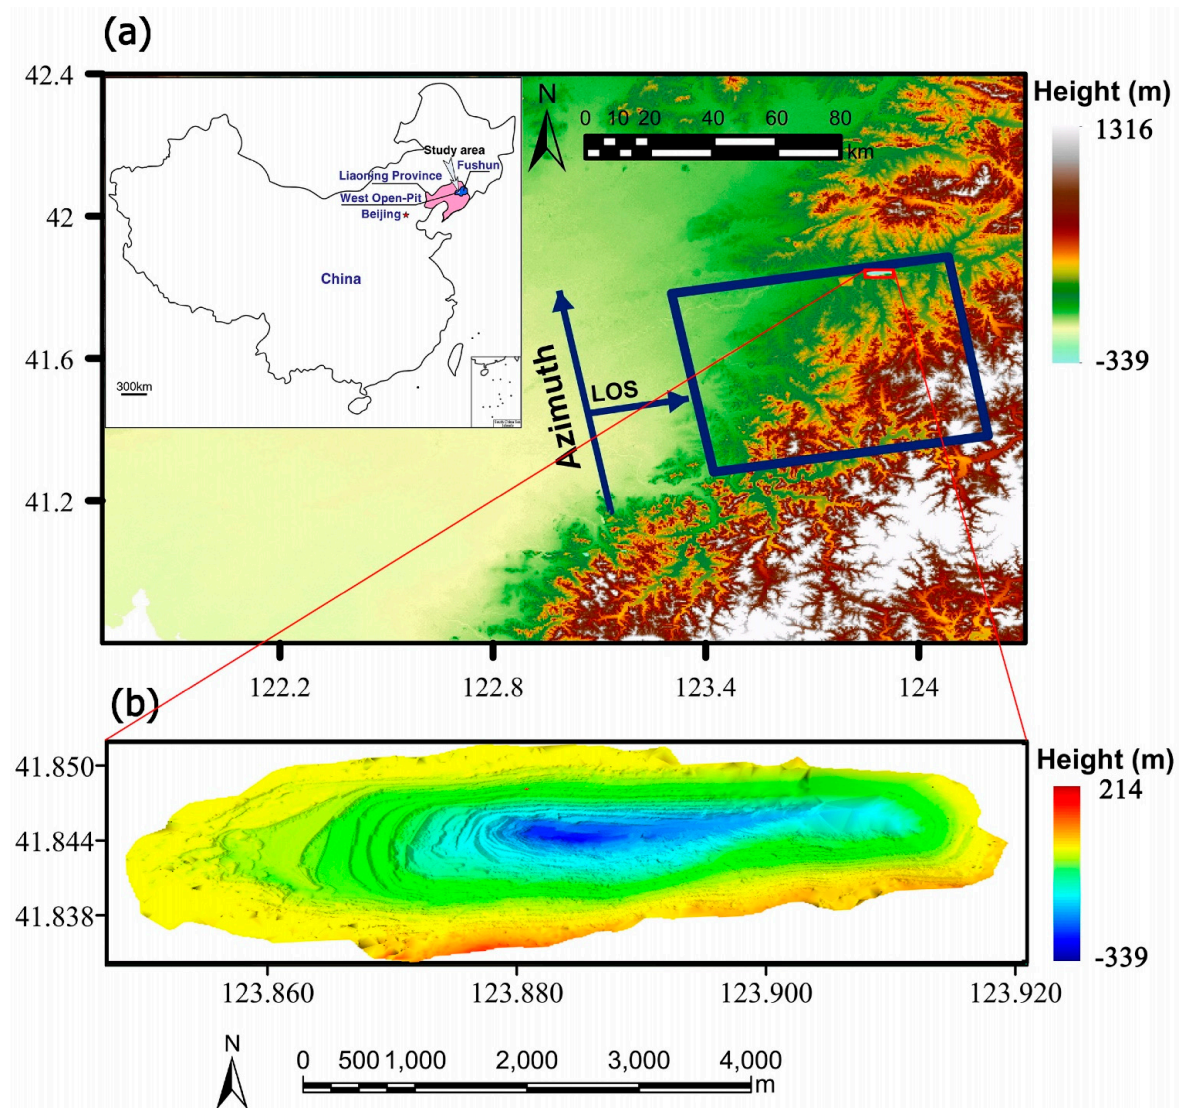 (a)
42.4
42
41.6
41.2
122.2
122.8
123.4
124
Study area
Fushun
Liaoning Province
West Open-Pit
Beijing
China
300km
N
0 10 20 40 60 80
km
Height (m)
1316
-339
Azimuth
LOS
(b)
41.850
41.844
41.838
123.860
123.880
123.900
123.920
Height (m)
214
-339
N
0 500 1,000 2,000 3,000 4,000
m